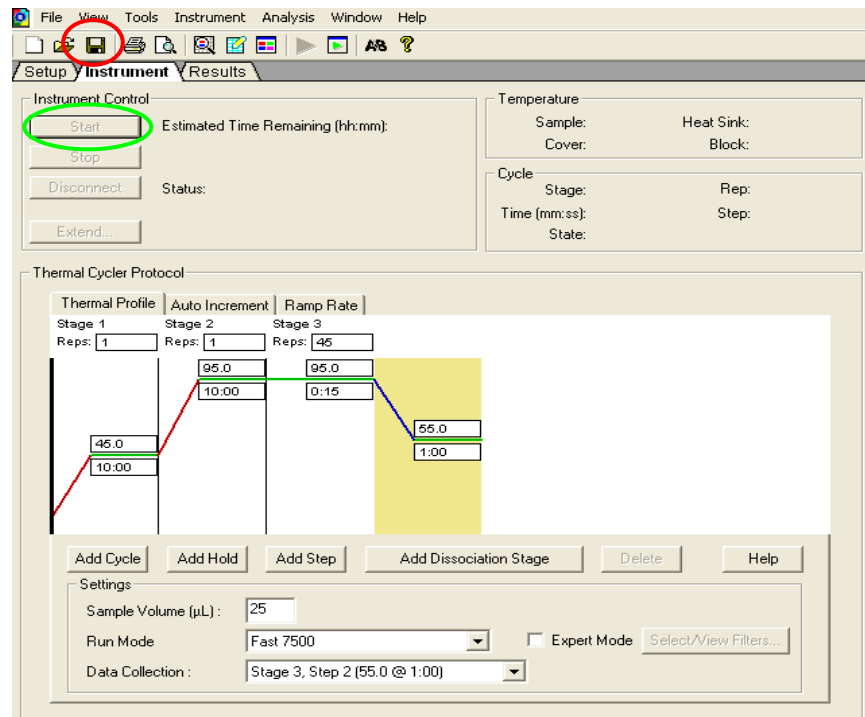 File View Tools Instrument Analysis Window Help
Setup Instrument Results
Instrument Control
Start
Estimated Time Remaining (hh:mm):
Stop
Disconnect
Status:
Extend...
Temperature
Sample: Heat Sink:
Cover: Block:
Cycle
Stage: Rep:
Time (mm:ss): Step:
State:
Thermal Cycler Protocol
Thermal Profile Auto Increment Ramp Rate
Stage 1 Stage 2 Stage 3
Reps: 1 Reps: 1 Reps: 45
95.0 95.0
10:00 0:15
55.0
1:00
45.0
10:00
Add Cycle Add Hold Add Step Add Dissociation Stage Delete Help
Settings
Sample Volume (µL) : 25
Run Mode Fast 7500 Expert Mode Select/View Filters...
Data Collection : Stage 3, Step 2 (55.0 @ 1:00)